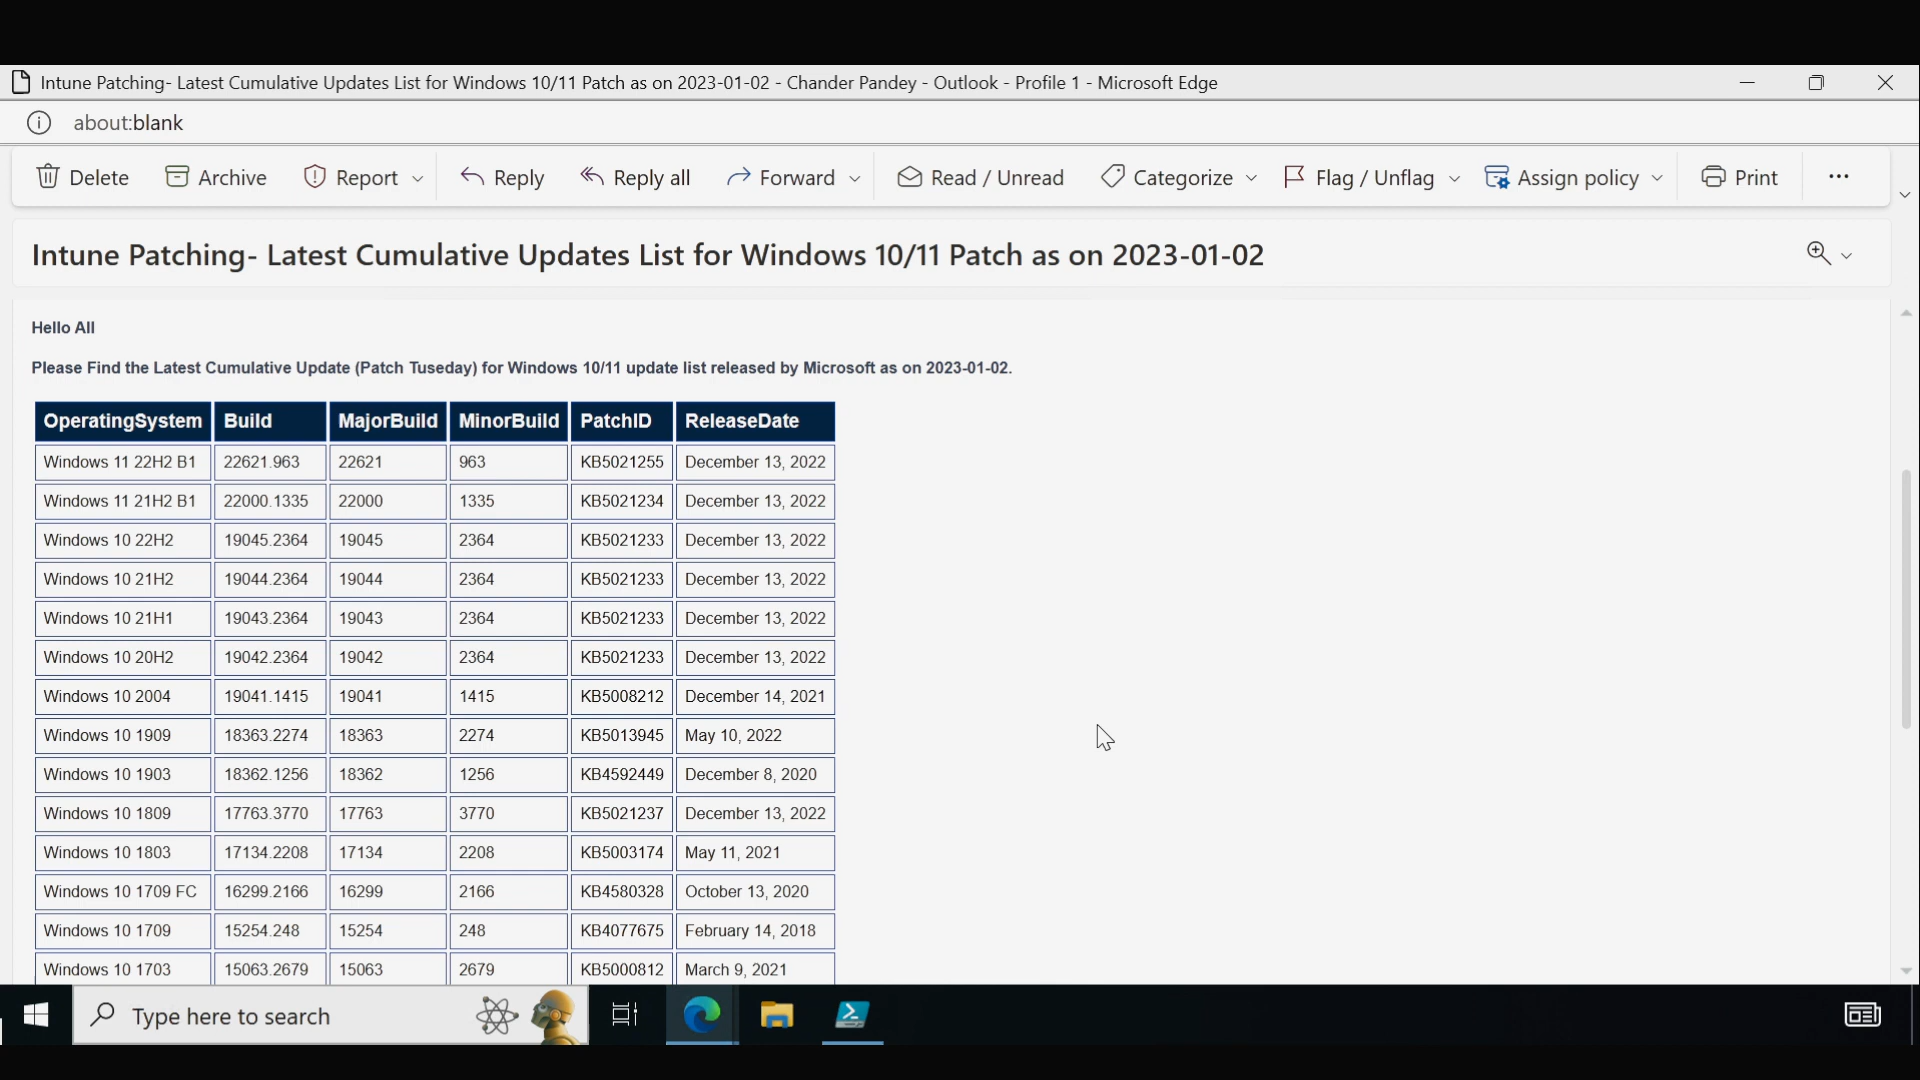 Intune Patching- Latest Cumulative Updates List for Windows 10/11 Patch as on 2023-01-02 - Chander Pandey - Outlook - Profile 1 - Microsoft Edge
about:blank
Delete Archive Report Reply Reply all Forward Read / Unread Categorize Flag / Unflag Assign policy Print ...
Intune Patching- Latest Cumulative Updates List for Windows 10/11 Patch as on 2023-01-02
Hello All
Please Find the Latest Cumulative Update (Patch Tuseday) for Windows 10/11 update list released by Microsoft as on 2023-01-02.
OperatingSystem Build MajorBuild MinorBuild PatchID ReleaseDate
Windows 11 22H2 B1 22621.963 22621 963 KB5021255 December 13, 2022
Windows 11 21H2 B1 22000.1335 22000 1335 KB5021234 December 13, 2022
Windows 10 22H2 19045.2364 19045 2364 KB5021233 December 13, 2022
Windows 10 21H2 19044.2364 19044 2364 KB5021233 December 13, 2022
Windows 10 21H1 19043.2364 19043 2364 KB5021233 December 13, 2022
Windows 10 20H2 19042.2364 19042 2364 KB5021233 December 13, 2022
Windows 10 2004 19041.1415 19041 1415 KB5008212 December 14, 2021
Windows 10 1909 18363.2274 18363 2274 KB5013945 May 10, 2022
Windows 10 1903 18362.1256 18362 1256 KB4592449 December 8, 2020
Windows 10 1809 17763.3770 17763 3770 KB5021237 December 13, 2022
Windows 10 1803 17134.2208 17134 2208 KB5003174 May 11, 2021
Windows 10 1709 FC 16299.2166 16299 2166 KB4580328 October 13, 2020
Windows 10 1709 15254.248 15254 248 KB4077675 February 14, 2018
Windows 10 1703 15063.2679 15063 2679 KB5000812 March 9, 2021
Type here to search